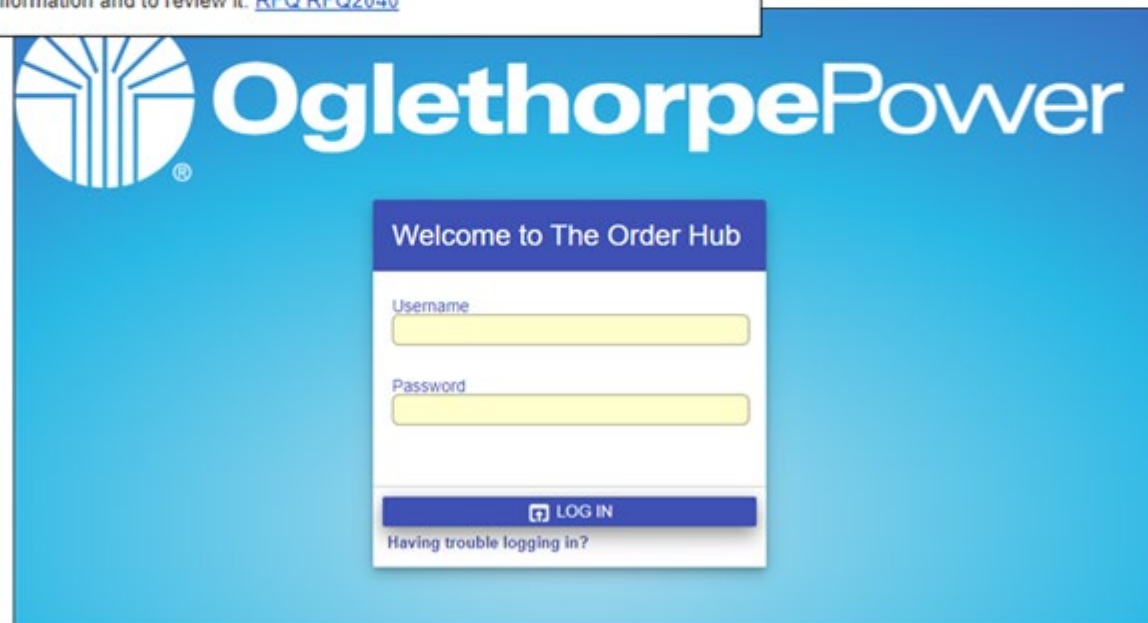 information and to review it. RFQ RFQ2040
OglethorpePower
®
Welcome to The Order Hub
Username
Password
LOG IN
Having trouble logging in?